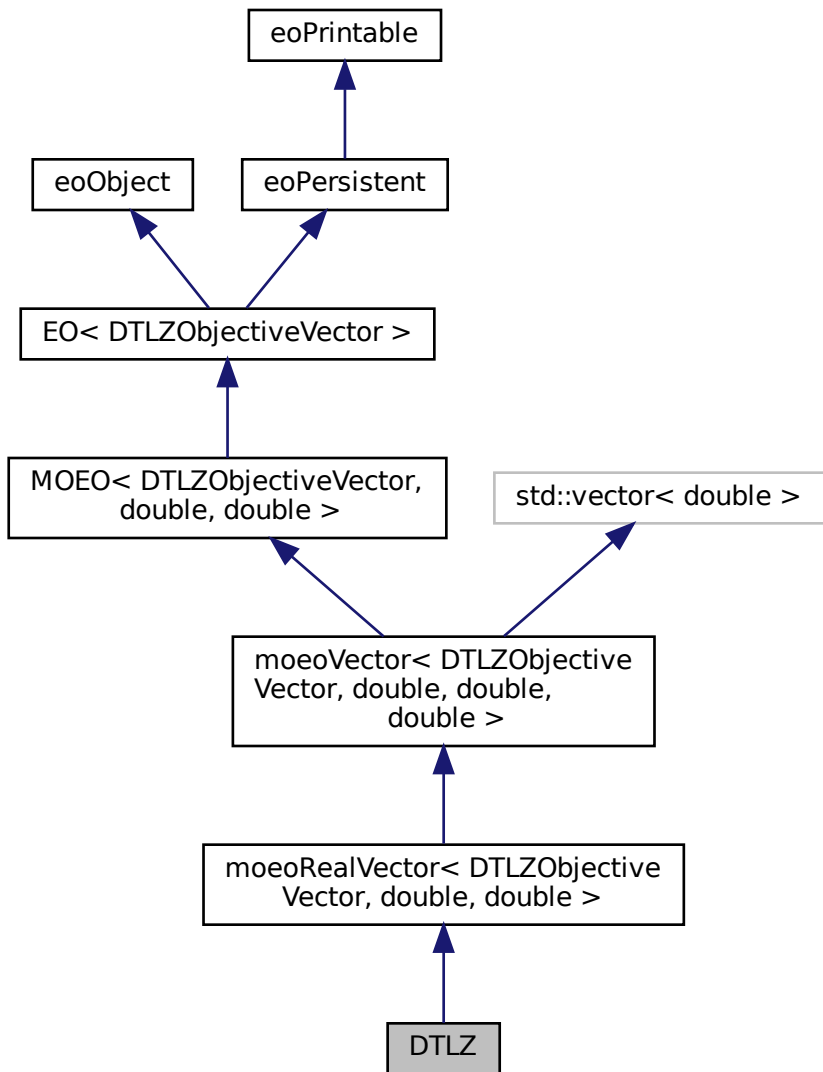 eoPrintable
eoObject
eoPersistent
EO< DTLZObjectiveVector >
MOEO< DTLZObjectiveVector,
double, double >
std::vector< double >
moeoVector< DTLZObjective
Vector, double, double,
double >
moeoRealVector< DTLZObjective
Vector, double, double >
DTLZ